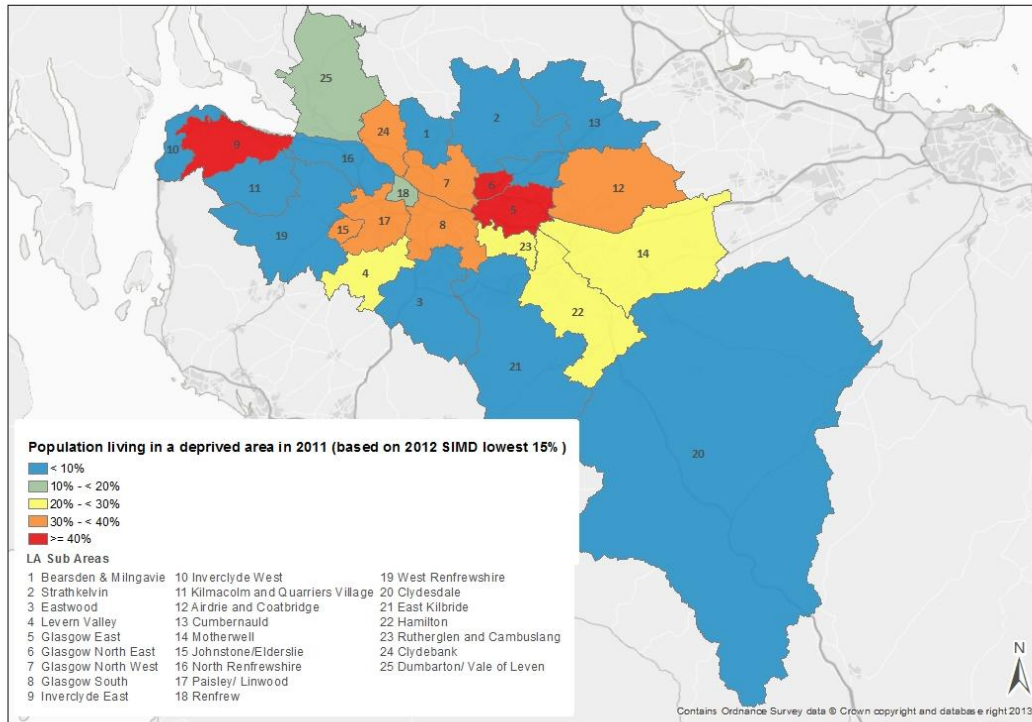 25
10
9
24
1
2
13
16
11
18
7
6
12
5
19
15
17
8
23
14
4
3
22
21
20
Population living in a deprived area in 2011 (based on 2012 SIMD lowest 15% )
< 10%
10% - < 20%
20% - < 30%
30% - < 40%
>= 40%
LA Sub Areas
1 Bearsden & Milngavie
2 Strathkelvin
3 Eastwood
4 Levern Valley
5 Glasgow East
6 Glasgow North East
7 Glasgow North West
8 Glasgow South
9 Inverclyde East
10 Inverclyde West
11 Kilmacolm and Quarriers Village
12 Airdrie and Coatbridge
13 Cumbernauld
14 Motherwell
15 Johnstone/Elderslie
16 North Renfrewshire
17 Paisley/ Linwood
18 Renfrew
19 West Renfrewshire
20 Clydesdale
21 East Kilbride
22 Hamilton
23 Rutherglen and Cambuslang
24 Clydebank
25 Dumbarton/ Vale of Leven
N
Contains Ordnance Survey data © Crown copyright and database right 2013